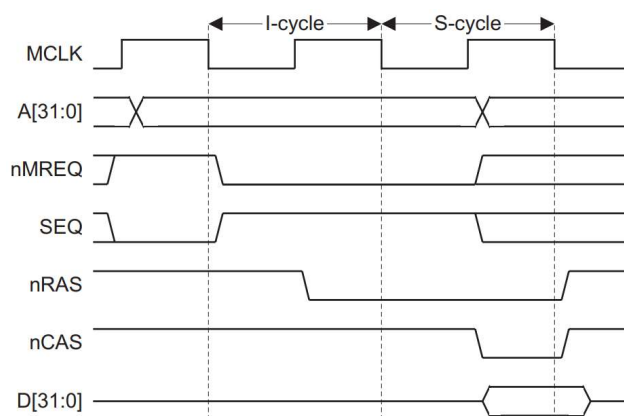 I-cycle S-cycle
MCLK
A[31:0]
nMREQ
SEQ
nRAS
nCAS
D[31:0]